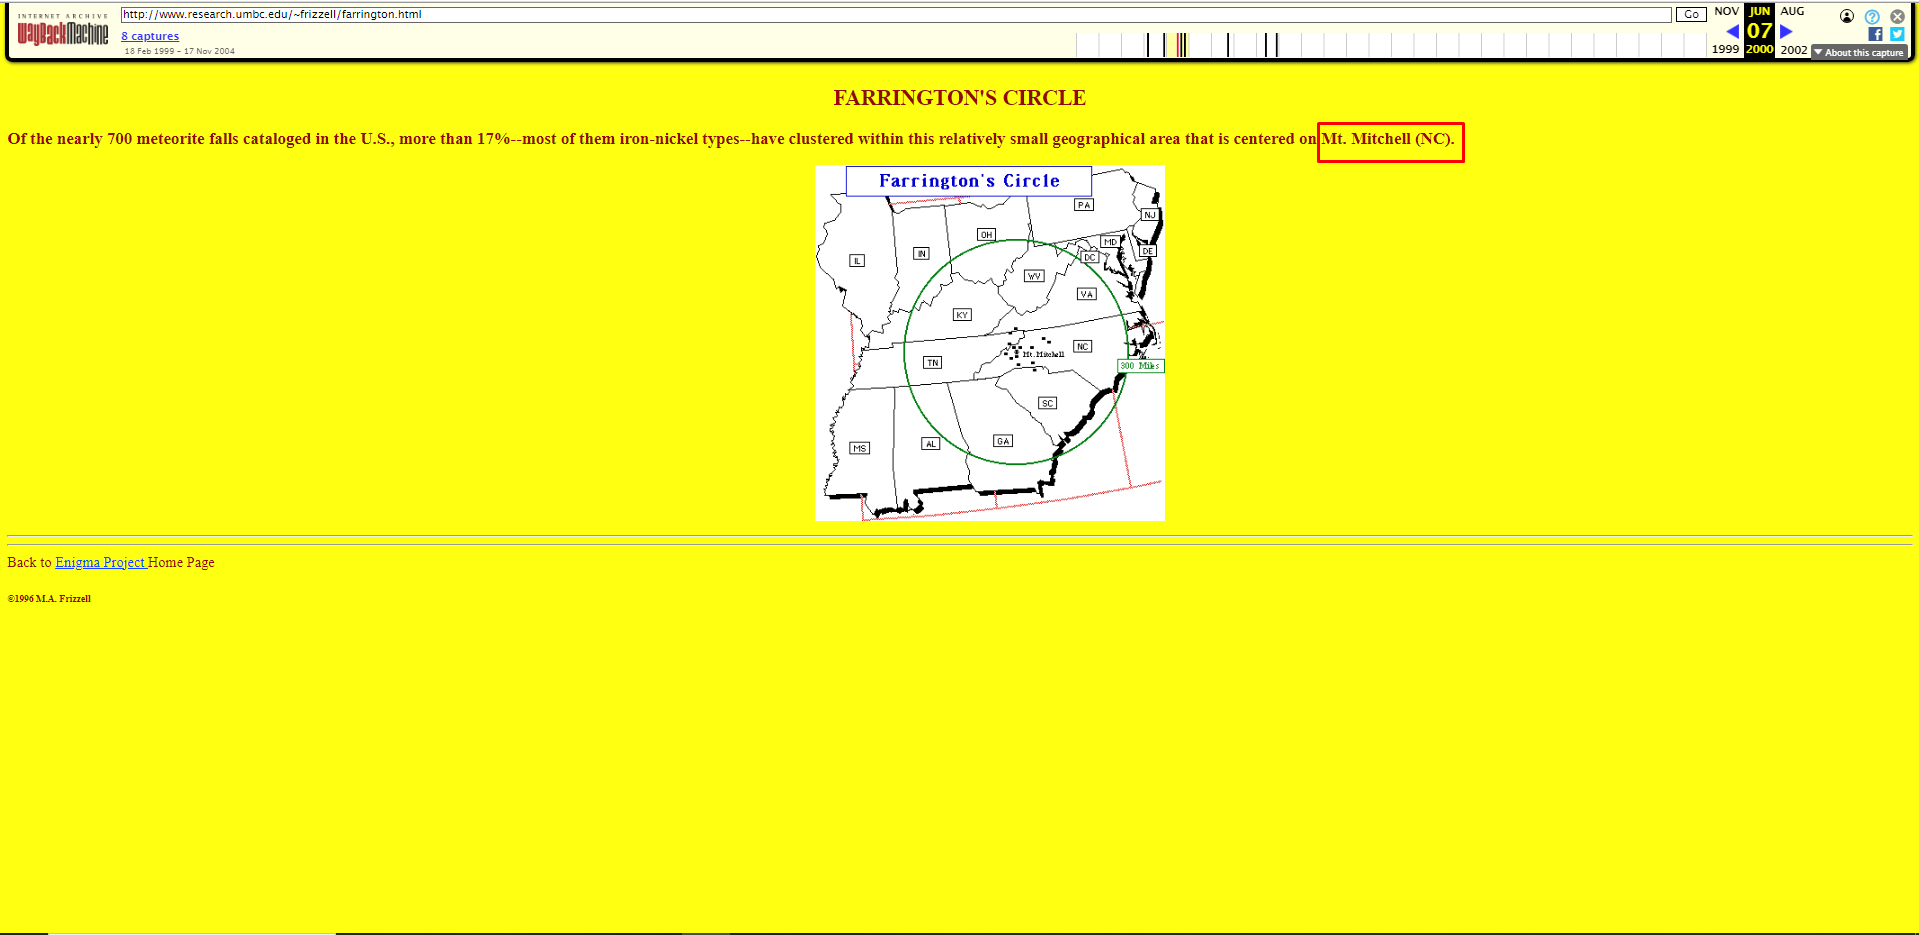 INTERNET ARCHIVE
WayBackMachine
http://www.research.umbc.edu/~frizzell/farrington.html
Go
NOV JUN AUG
8 captures
07
18 Feb 1999 – 17 Nov 2004
1999 2000 2002
About this capture
FARRINGTON'S CIRCLE
Of the nearly 700 meteorite falls cataloged in the U.S., more than 17%--most of them iron-nickel types--have clustered within this relatively small geographical area that is centered on Mt. Mitchell (NC).
Farrington's Circle
PA
NJ
OH
MD
IN
DE
DC
IL
WV
VA
KY
NC
Mt. Mitchell
TN
300 Miles
SC
GA
AL
MS
Back to Enigma Project Home Page
©1996 M.A. Frizzell